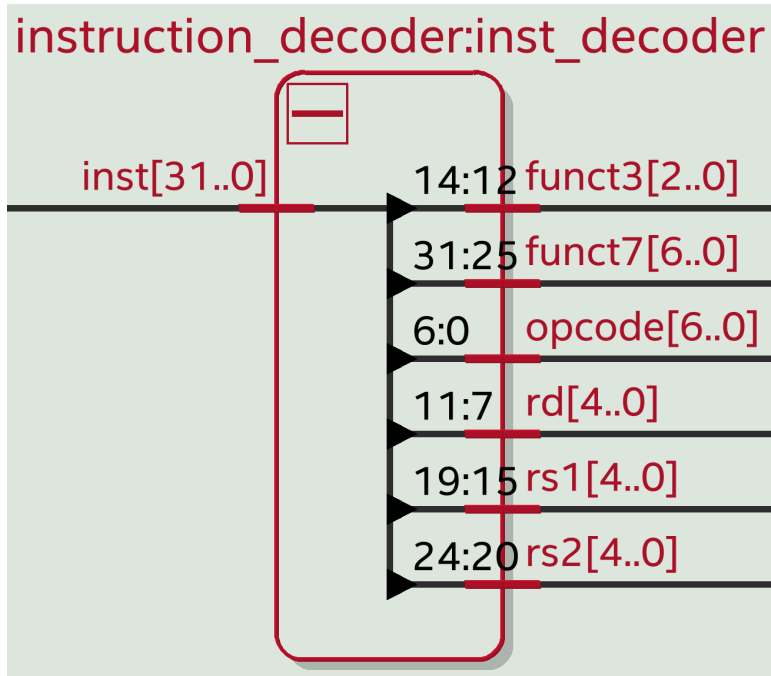 instruction_decoder:inst_decoder
inst[31..0]
14:12 funct3[2..0]
31:25 funct7[6..0]
6:0 opcode[6..0]
11:7 rd[4..0]
19:15 rs1[4..0]
24:20 rs2[4..0]